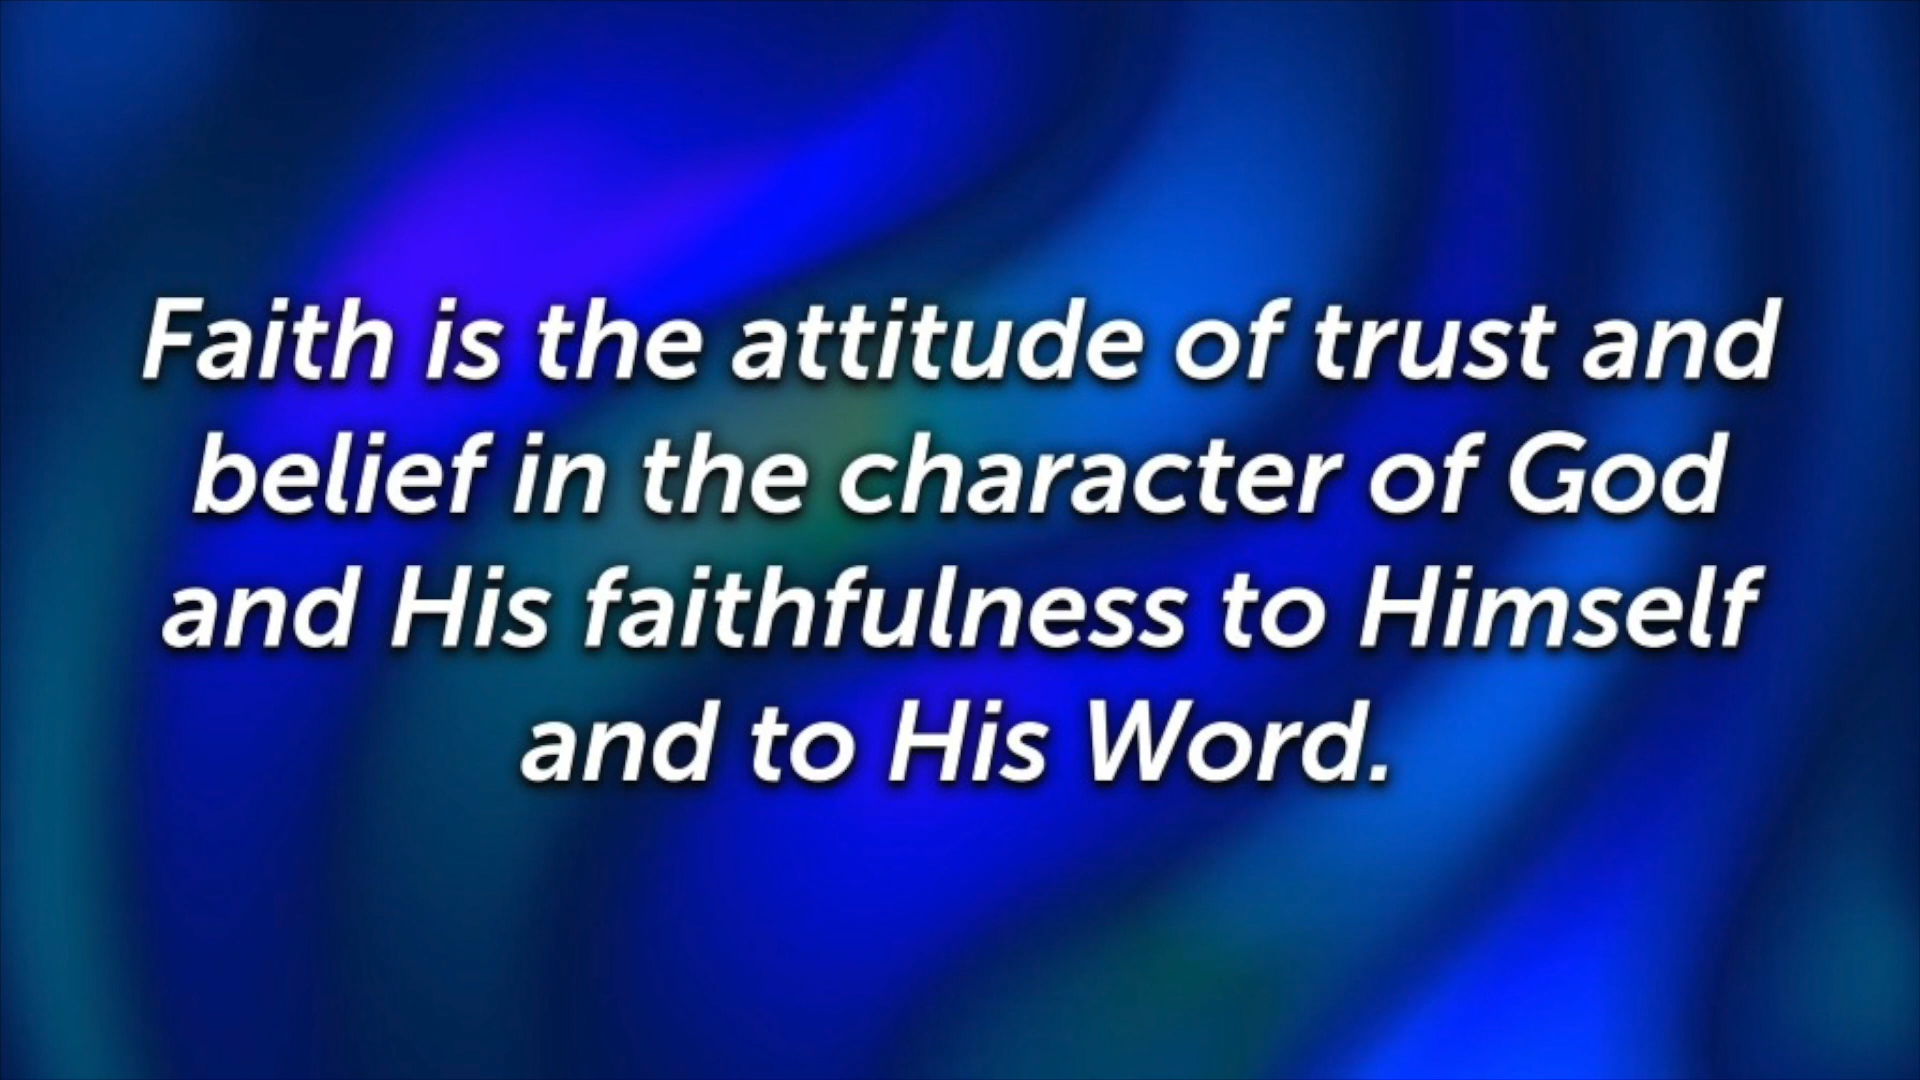 Faith is the attitude of trust and
belief in the character of God
and His faithfulness to Himself
and to His Word.